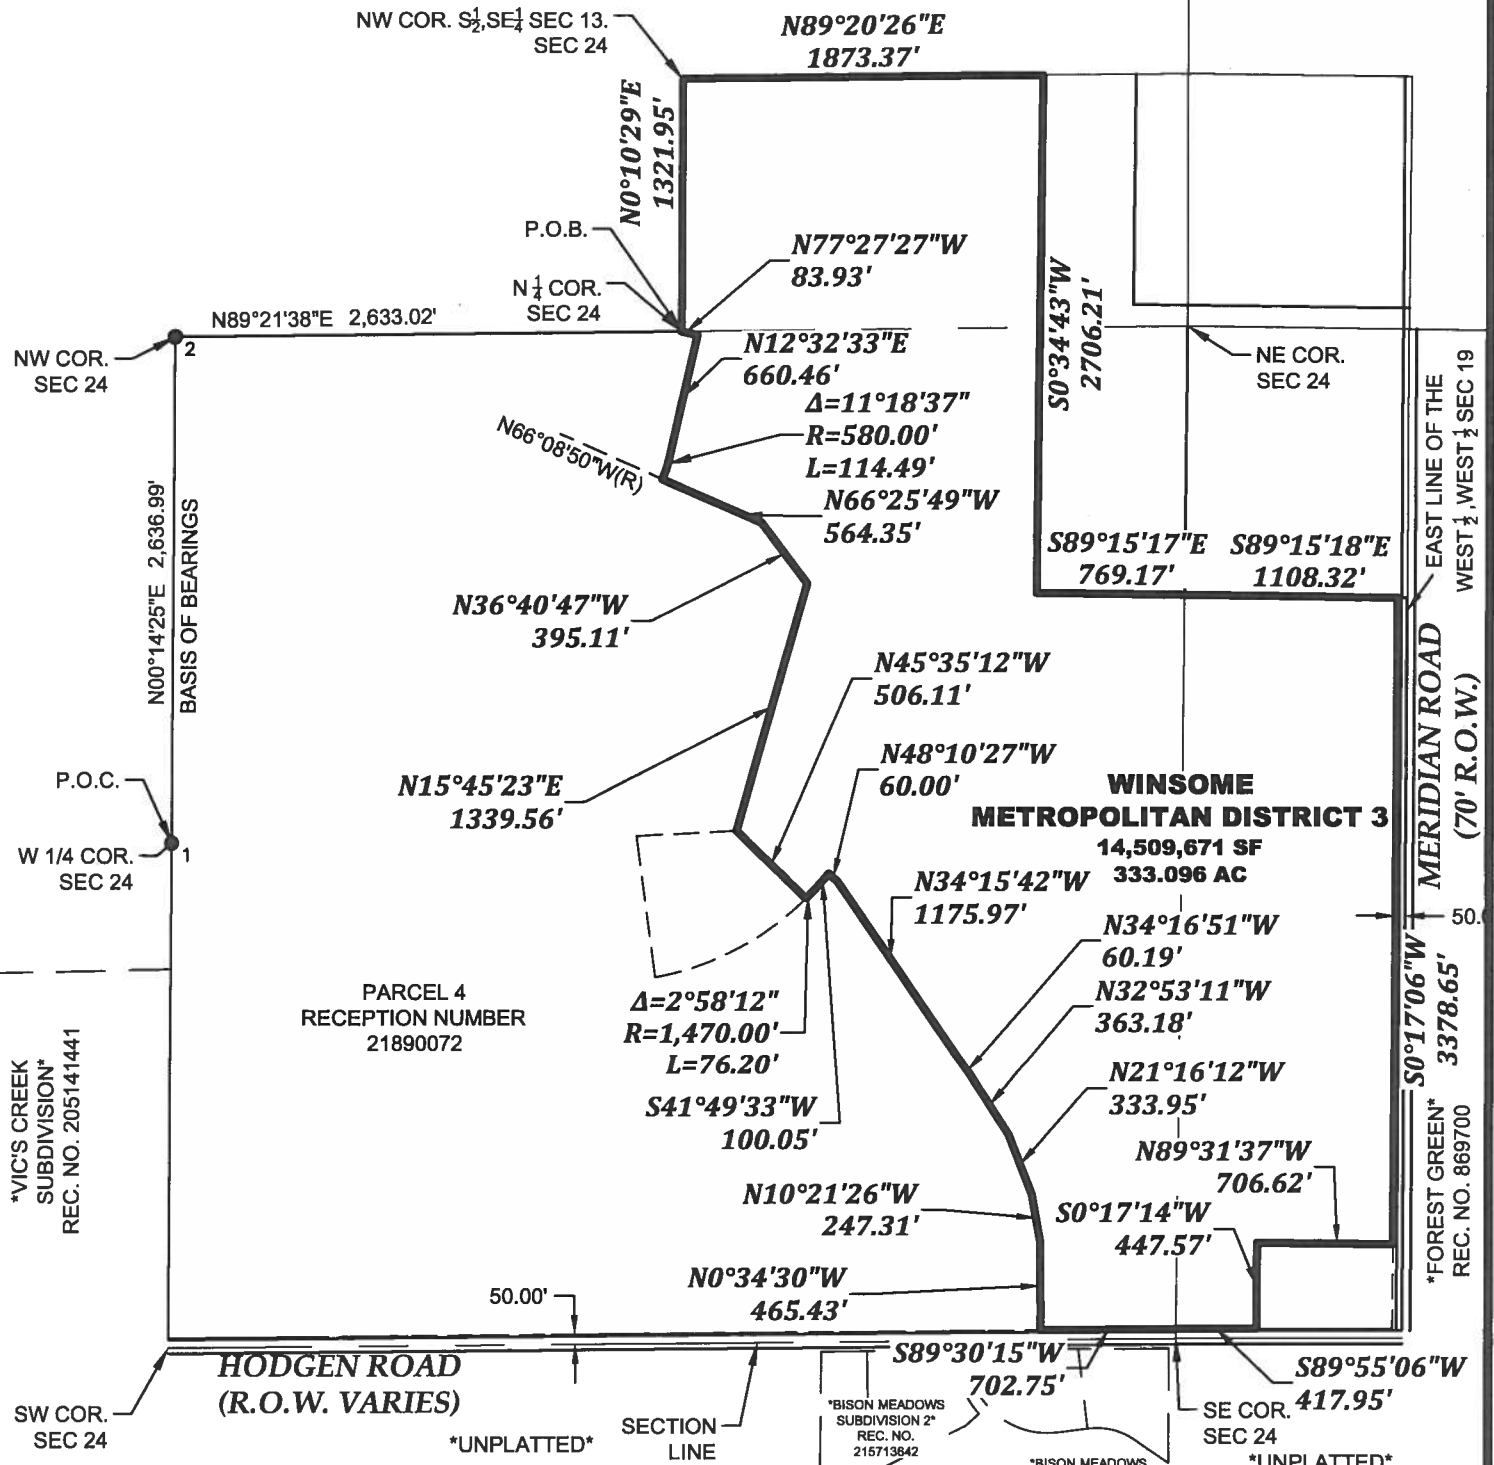 NW COR. S½,SE¼ SEC 13.
SEC 24
N89°20'26"E
1873.37'
N0°10'29"E
1321.95'
P.O.B.
N¼ COR.
SEC 24
N77°27'27"W
83.93'
N89°21'38"E 2,633.02'
NW COR.
SEC 24
2
N12°32'33"E
660.46'
Δ=11°18'37"
R=580.00'
L=114.49'
N66°08'50"W(R)
N66°25'49"W
564.35'
S0°34'43"W
2706.21'
NE COR.
SEC 24
EAST LINE OF THE
WEST ½,WEST ½ SEC 19
N00°14'25"E 2,636.99'
BASIS OF BEARINGS
S89°15'17"E
769.17'
S89°15'18"E
1108.32'
N36°40'47"W
395.11'
N45°35'12"W
506.11'
N48°10'27"W
60.00'
N15°45'23"E
1339.56'
P.O.C.
W 1/4 COR.
SEC 24
1
WINSOME
METROPOLITAN DISTRICT 3
14,509,671 SF
333.096 AC
MERIDIAN ROAD
(70' R.O.W.)
N34°15'42"W
1175.97'
N34°16'51"W
60.19'
50.0
N32°53'11"W
363.18'
S0°17'06"W
3378.65'
PARCEL 4
RECEPTION NUMBER
21890072
Δ=2°58'12"
R=1,470.00'
L=76.20'
S41°49'33"W
100.05'
N21°16'12"W
333.95'
*VIC'S CREEK
SUBDIVISION*
REC. NO. 205141441
N89°31'37"W
706.62'
*FOREST GREEN*
REC. NO. 869700
N10°21'26"W
247.31'
S0°17'14"W
447.57'
N0°34'30"W
465.43'
50.00'
HODGEN ROAD
(R.O.W. VARIES)
S89°30'15"W
702.75'
S89°55'06"W
417.95'
SW COR.
SEC 24
*UNPLATTED*
SECTION
LINE
*BISON MEADOWS
SUBDIVISION 2*
REC. NO.
215713642
SE COR.
SEC 24
*BISON MEADOWS
*UNPLATTED*